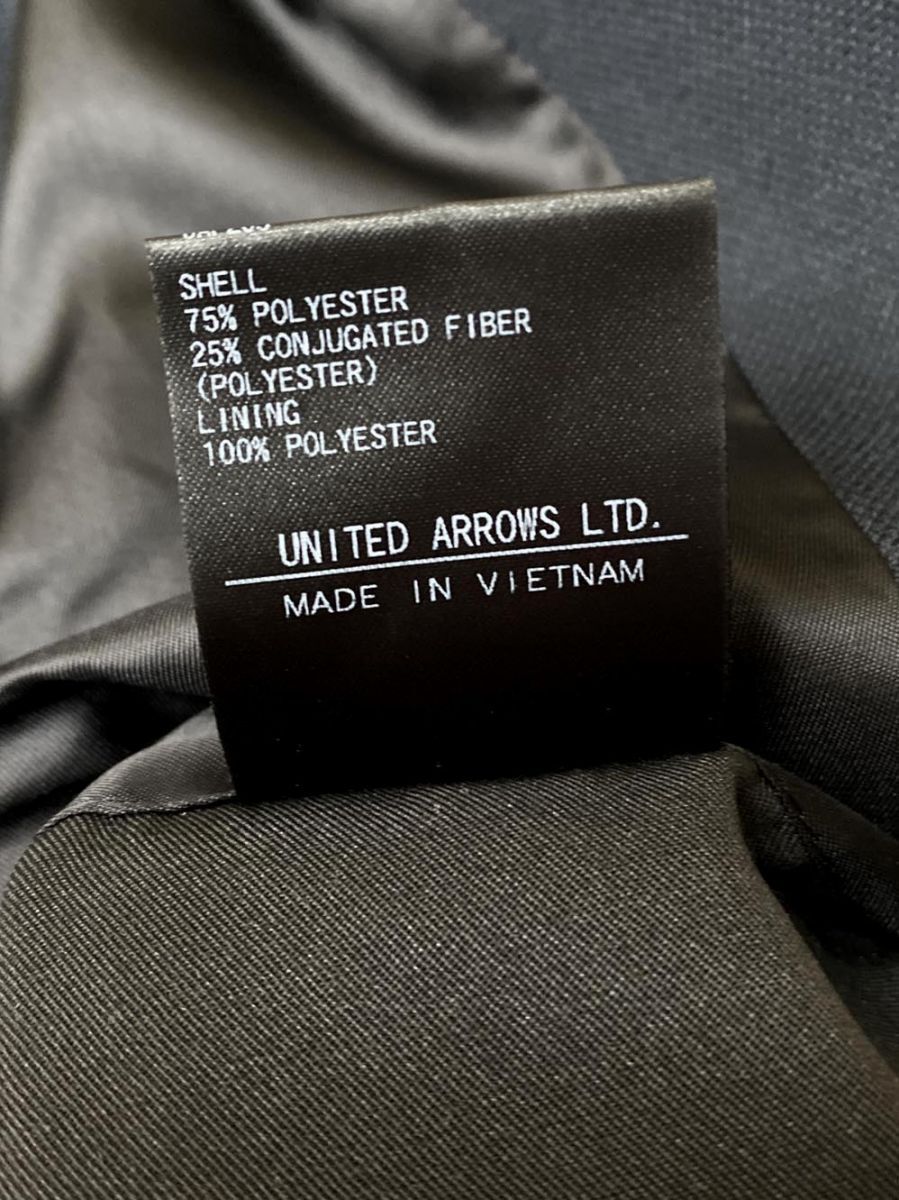 SHELL
75% POLYESTER
25% CONJUGATED FIBER
(POLYESTER)
LINING
100% POLYESTER
UNITED ARROWS LTD.
MADE IN VIETNAM